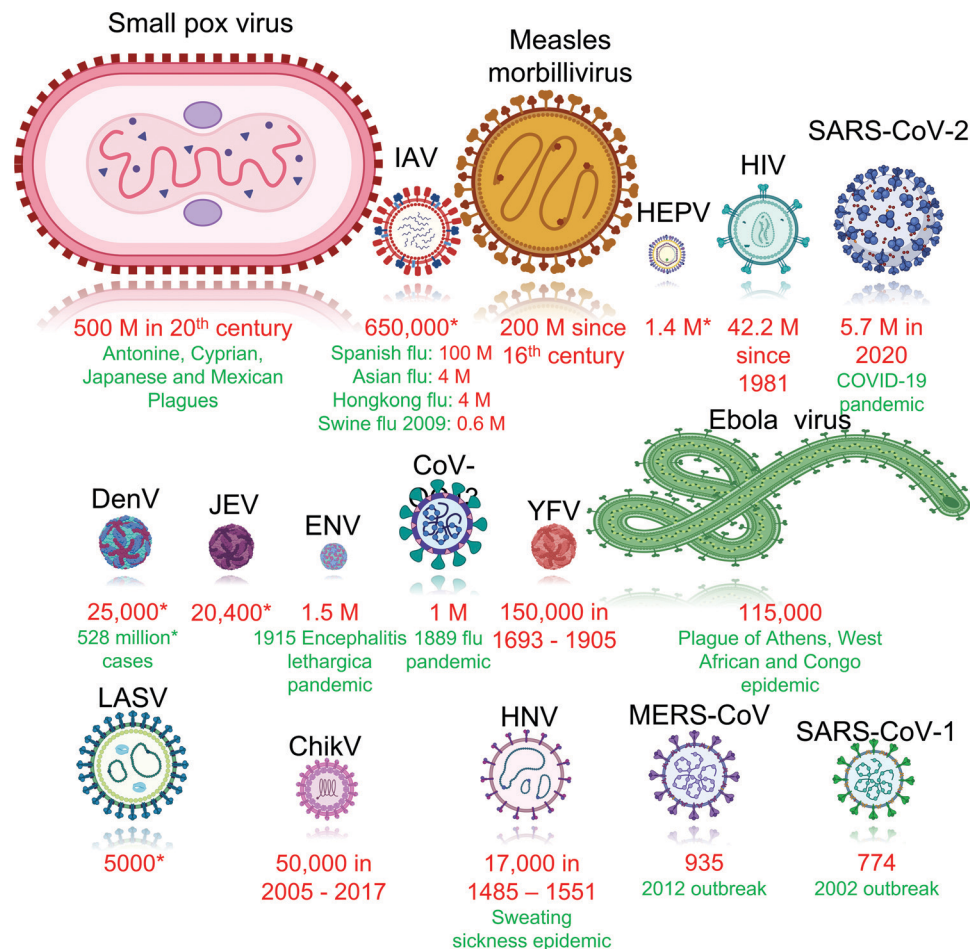 Small pox virus
Measles
morbillivirus
IAV
HEPV
HIV
SARS-CoV-2
500 M in 20th century
Antonine, Cyprian,
Japanese and Mexican
Plagues
650,000*
Spanish flu: 100 M
Asian flu: 4 M
Hongkong flu: 4 M
Swine flu 2009: 0.6 M
200 M since
16th century
1.4 M*
42.2 M
since
1981
5.7 M in
2020
COVID-19
pandemic
DenV
JEV
ENV
CoV-
YFV
Ebola virus
25,000*
528 million*
cases
20,400*
1.5 M
1915 Encephalitis
lethargica
pandemic
1 M
1889 flu
pandemic
150,000 in
1693 - 1905
115,000
Plague of Athens, West
African and Congo
epidemic
LASV
ChikV
HNV
MERS-CoV
SARS-CoV-1
5000*
50,000 in
2005 - 2017
17,000 in
1485 – 1551
Sweating
sickness epidemic
935
2012 outbreak
774
2002 outbreak